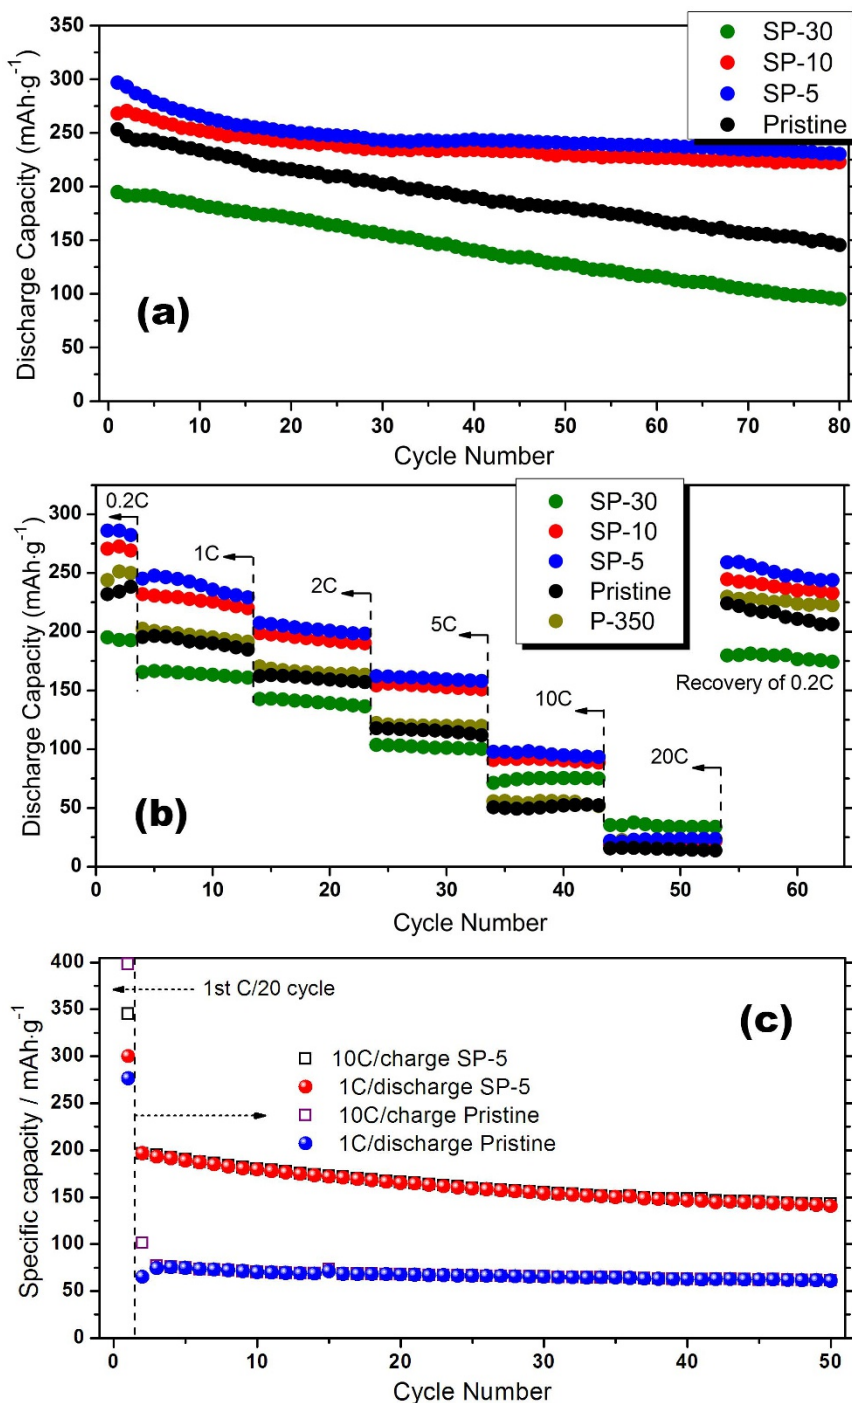 350
300
250
200
150
100
50
0
Discharge Capacity (mAh·g⁻¹)
SP-30
SP-10
SP-5
Pristine
(a)
0 10 20 30 40 50 60 70 80
Cycle Number
300
250
200
150
100
50
0
Discharge Capacity (mAh·g⁻¹)
0.2C
1C
2C
5C
10C
20C
SP-30
SP-10
SP-5
Pristine
P-350
Recovery of 0.2C
(b)
0 10 20 30 40 50 60
Cycle Number
400
350
300
250
200
150
100
50
0
Specific capacity / mAh·g⁻¹
1st C/20 cycle
(c)
10C/charge SP-5
1C/discharge SP-5
10C/charge Pristine
1C/discharge Pristine
0 10 20 30 40 50
Cycle Number